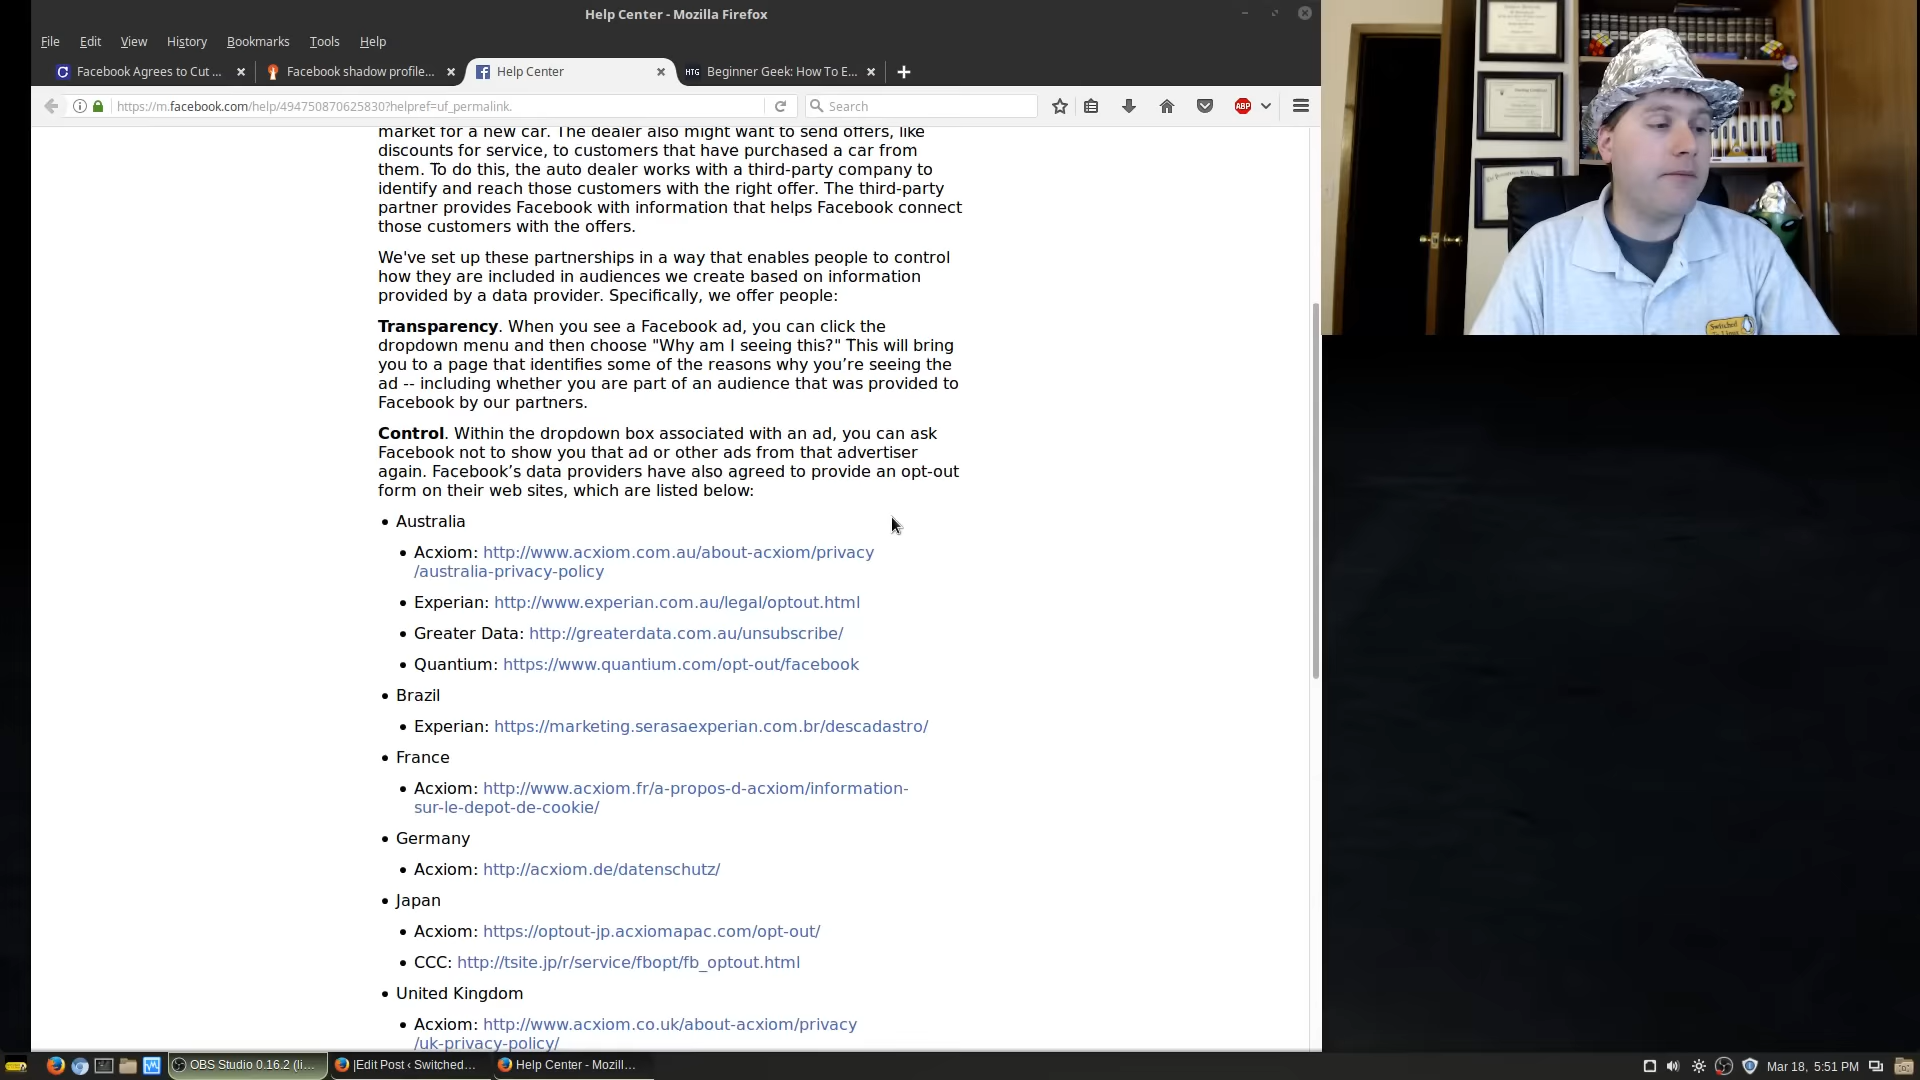 Help Center - Mozilla Firefox
File Edit View History Bookmarks Tools Help
Facebook Agrees to Cut ... Facebook shadow profile... Help Center HTG Beginner Geek: How To E...
https://m.facebook.com/help/494750870625830?helpref=uf_permalink. Search ABP
market for a new car. The dealer also might want to send offers, like
discounts for service, to customers that have purchased a car from
them. To do this, the auto dealer works with a third-party company to
identify and reach those customers with the right offer. The third-party
partner provides Facebook with information that helps Facebook connect
those customers with the offers.
We've set up these partnerships in a way that enables people to control
how they are included in audiences we create based on information
provided by a data provider. Specifically, we offer people:
Transparency. When you see a Facebook ad, you can click the
dropdown menu and then choose "Why am I seeing this?" This will bring
you to a page that identifies some of the reasons why you’re seeing the
ad -- including whether you are part of an audience that was provided to
Facebook by our partners.
Control. Within the dropdown box associated with an ad, you can ask
Facebook not to show you that ad or other ads from that advertiser
again. Facebook’s data providers have also agreed to provide an opt-out
form on their web sites, which are listed below:
• Australia
• Acxiom: http://www.acxiom.com.au/about-acxiom/privacy
/australia-privacy-policy
• Experian: http://www.experian.com.au/legal/optout.html
• Greater Data: http://greaterdata.com.au/unsubscribe/
• Quantium: https://www.quantium.com/opt-out/facebook
• Brazil
• Experian: https://marketing.serasaexperian.com.br/descadastro/
• France
• Acxiom: http://www.acxiom.fr/a-propos-d-acxiom/information-
sur-le-depot-de-cookie/
• Germany
• Acxiom: http://acxiom.de/datenschutz/
• Japan
• Acxiom: https://optout-jp.acxiomapac.com/opt-out/
• CCC: http://tsite.jp/r/service/fbopt/fb_optout.html
• United Kingdom
• Acxiom: http://www.acxiom.co.uk/about-acxiom/privacy
/uk-privacy-policy/
Switched
To Linux
OBS Studio 0.16.2 (li... |Edit Post ‹ Switched... Help Center - Mozill... Mar 18, 5:51 PM